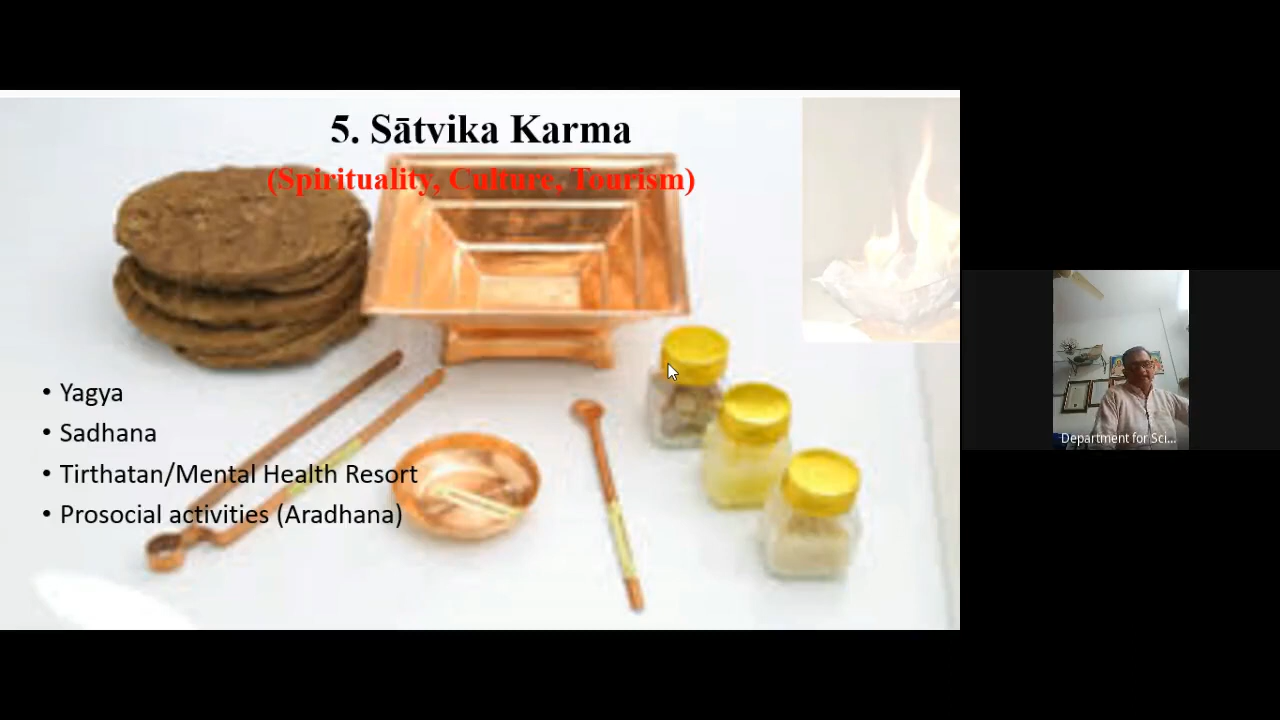 5. Sātvika Karma
(Spirituality, Culture, Tourism)
• Yagya
• Sadhana
• Tirthatan/Mental Health Resort
• Prosocial activities (Aradhana)
Department for Sci...